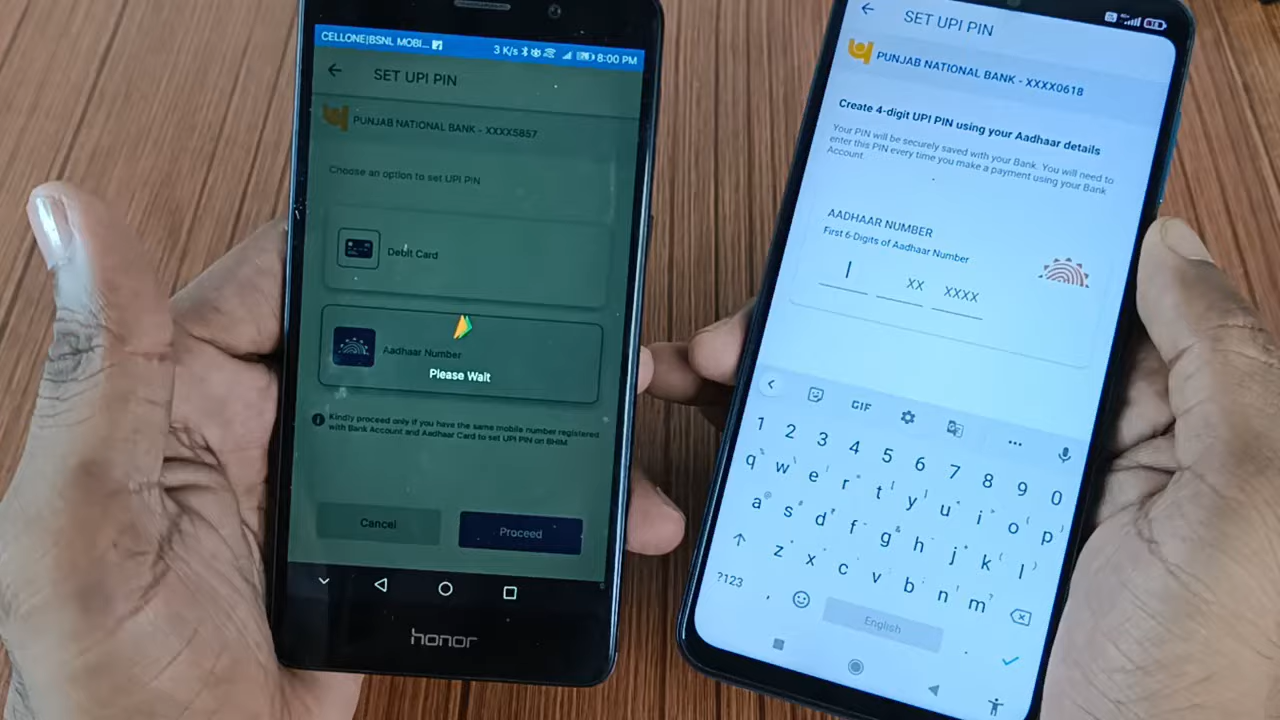 CELLONE|BSNL MOBI...
3 K/s
8:00 PM
SET UPI PIN
PUNJAB NATIONAL BANK - XXXX5857
Choose an option to set UPI PIN
Debit Card
Aadhaar Number
Please Wait
Kindly proceed only if you have the same mobile number registered
with Bank Account and Aadhaar Card to set UPI PIN on BHIM.
Cancel
Proceed
honor
SET UPI PIN
PUNJAB NATIONAL BANK - XXXX0618
Create 4-digit UPI PIN using your Aadhaar details
Your PIN will be securely saved with your Bank. You will need to
enter this PIN every time you make a payment using your Bank
Account.
AADHAAR NUMBER
First 6-Digits of Aadhaar Number
XX XXXX
GIF
1 2 3 4 5 6 7 8 9 0
q w e r t y u i o p
a s d f g h j k l
z x c v b n m
?123 , English .